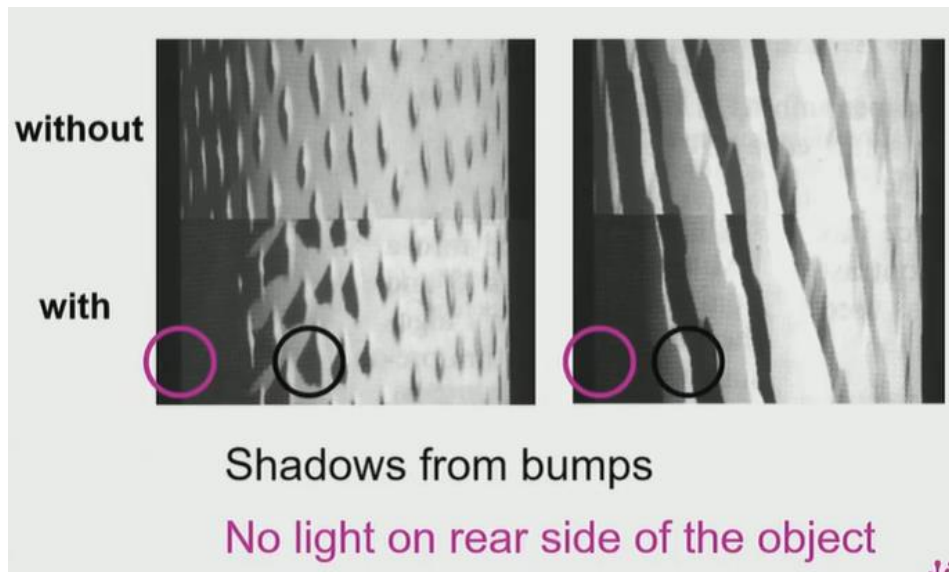 without
with
Shadows from bumps
No light on rear side of the object